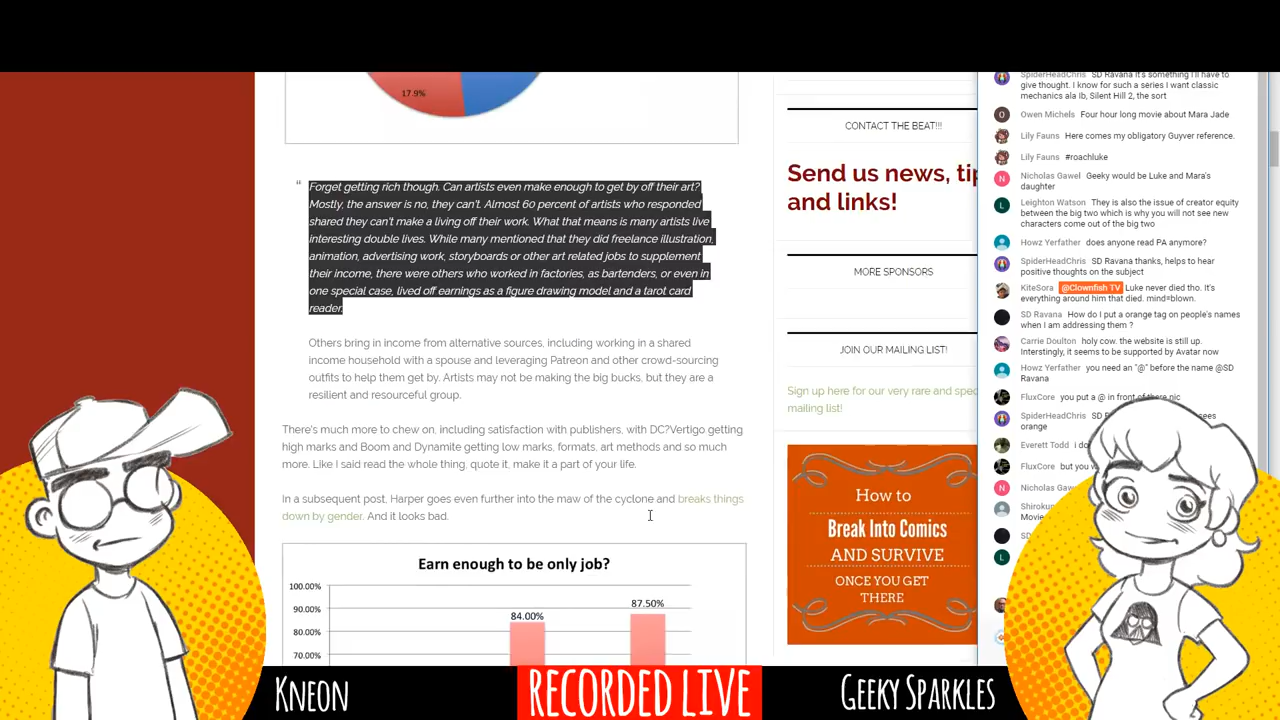 17.9%
“
Forget getting rich though. Can artists even make enough to get by off their art?
Mostly, the answer is no, they can't. Almost 60 percent of artists who responded
shared they can't make a living off their work. What that means is many artists live
interesting double lives. While many mentioned that they did freelance illustration,
animation, advertising work, storyboards or other art related jobs to supplement
their income, there were others who worked in factories, as bartenders, or even in
one special case, lived off earnings as a figure drawing model and a tarot card
reader.
Others bring in income from alternative sources, including working in a shared
income household with a spouse and leveraging Patreon and other crowd-sourcing
outfits to help them get by. Artists may not be making the big bucks, but they are a
resilient and resourceful group.
There's much more to chew on, including satisfaction with publishers, with DC?Vertigo getting
high marks and Boom and Dynamite getting low marks, formats, art methods and so much
more. Like I said read the whole thing, quote it, make it a part of your life.
In a subsequent post, Harper goes even further into the maw of the cyclone and breaks things
down by gender. And it looks bad.
Earn enough to be only job?
100.00%
90.00%
80.00%
70.00%
84.00%
87.50%
CONTACT THE BEAT!!!
Send us news, tip
and links!
MORE SPONSORS
JOIN OUR MAILING LIST!
Sign up here for our very rare and spec
mailing list!
How to
Break Into Comics
AND SURVIVE
ONCE YOU GET
THERE
SpiderHeadChris SD Ravana It's something I'll have to
give thought. I know for such a series I want classic
mechanics ala Ib, Silent Hill 2, the sort
Owen Michels Four hour long movie about Mara Jade
Lily Fauns Here comes my obligatory Guyver reference.
Lily Fauns #roachluke
Nicholas Gawel Geeky would be Luke and Mara's
daughter
Leighton Watson They is also the issue of creator equity
between the big two which is why you will not see new
characters come out of the big two
Howz Yerfather does anyone read PA anymore?
SpiderHeadChris SD Ravana thanks, helps to hear
positive thoughts on the subject
KiteSora @Clownfish TV Luke never died tho. It's
everything around him that died. mind=blown.
SD Ravana How do I put a orange tag on people's names
when I am addressing them ?
Carrie Doulton holy cow. the website is still up.
Interstingly, it seems to be supported by Avatar now
Howz Yerfather you need an "@" before the name @SD
Ravana
FluxCore you put a @ in front of there nic
SpiderHeadChris SD sees
orange
Everett Todd i do
FluxCore but you
Nicholas
Shirok
Movie
SD
Kneon
RECORDED LIVE
Geeky Sparkles